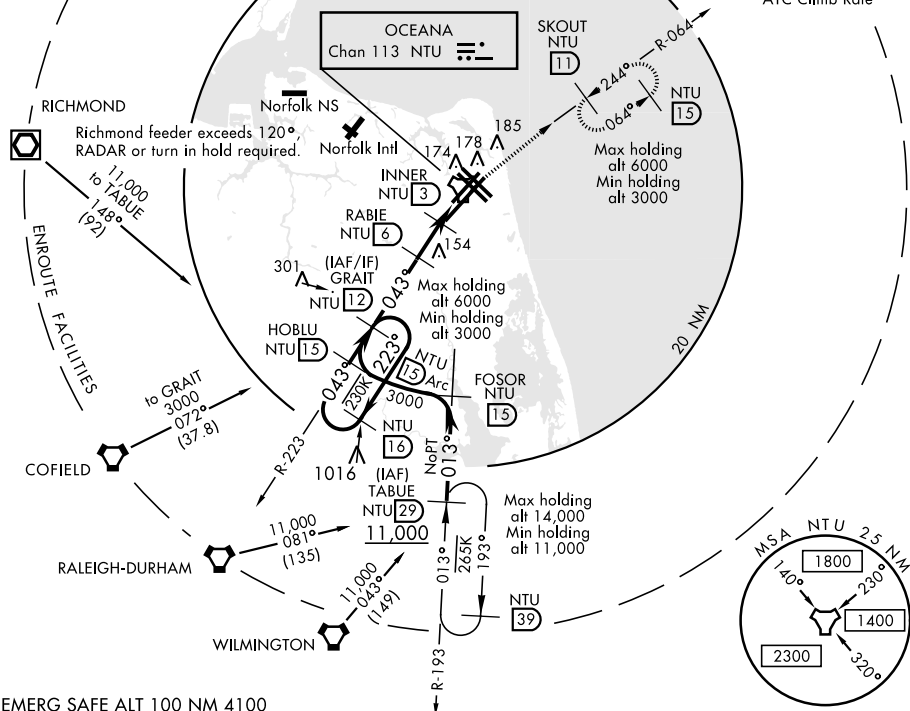 ATC Climb Rate
OCEANA
Chan 113 NTU
SKOUT
NTU
11
R-064
244°
064°
NTU
15
Max holding
alt 6000
Min holding
alt 3000
RICHMOND
Richmond feeder exceeds 120°,
RADAR or turn in hold required.
Norfolk NS
Norfolk Intl
11,000
to TABUE
148°
(92)
174
178
185
INNER
NTU 3
RABIE
NTU 6
154
301
(IAF/IF)
GRAIT
NTU 12
043°
Max holding
alt 6000
Min holding
alt 3000
ENROUTE FACILITIES
HOBLU
NTU 15
043°
223°
230K
NTU
15 Arc
3000
FOSOR
NTU
15
20 NM
to GRAIT
3000
072°
(37.8)
COFIELD
R-223
NTU
16
1016
NoPT
013°
(IAF)
TABUE
NTU 29
11,000
Max holding
alt 14,000
Min holding
alt 11,000
013°
265K
193°
NTU
39
R-193
11,000
081°
(135)
RALEIGH-DURHAM
11,000
043°
(149)
WILMINGTON
MSA NTU 25 NM
1800
140°
230°
1400
2300
320°
EMERG SAFE ALT 100 NM 4100